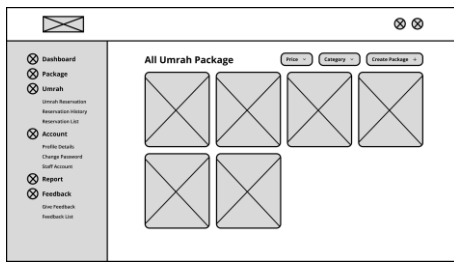 Dashboard
Package
Umrah
Umrah Reservation
Reservation History
Reservation List
Account
Profile Details
Change Password
Staff Account
Report
Feedback
Give Feedback
Feedback List
All Umrah Package
Price
Category
Create Package +